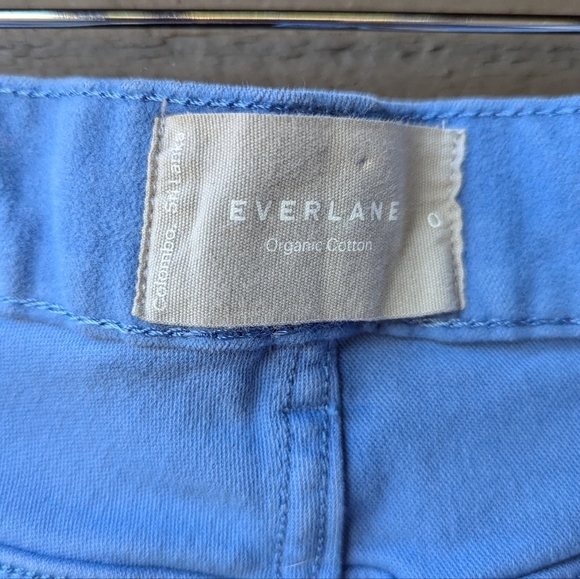 EVERLANE
Organic Cotton
0
Colombo, Sri Lanka